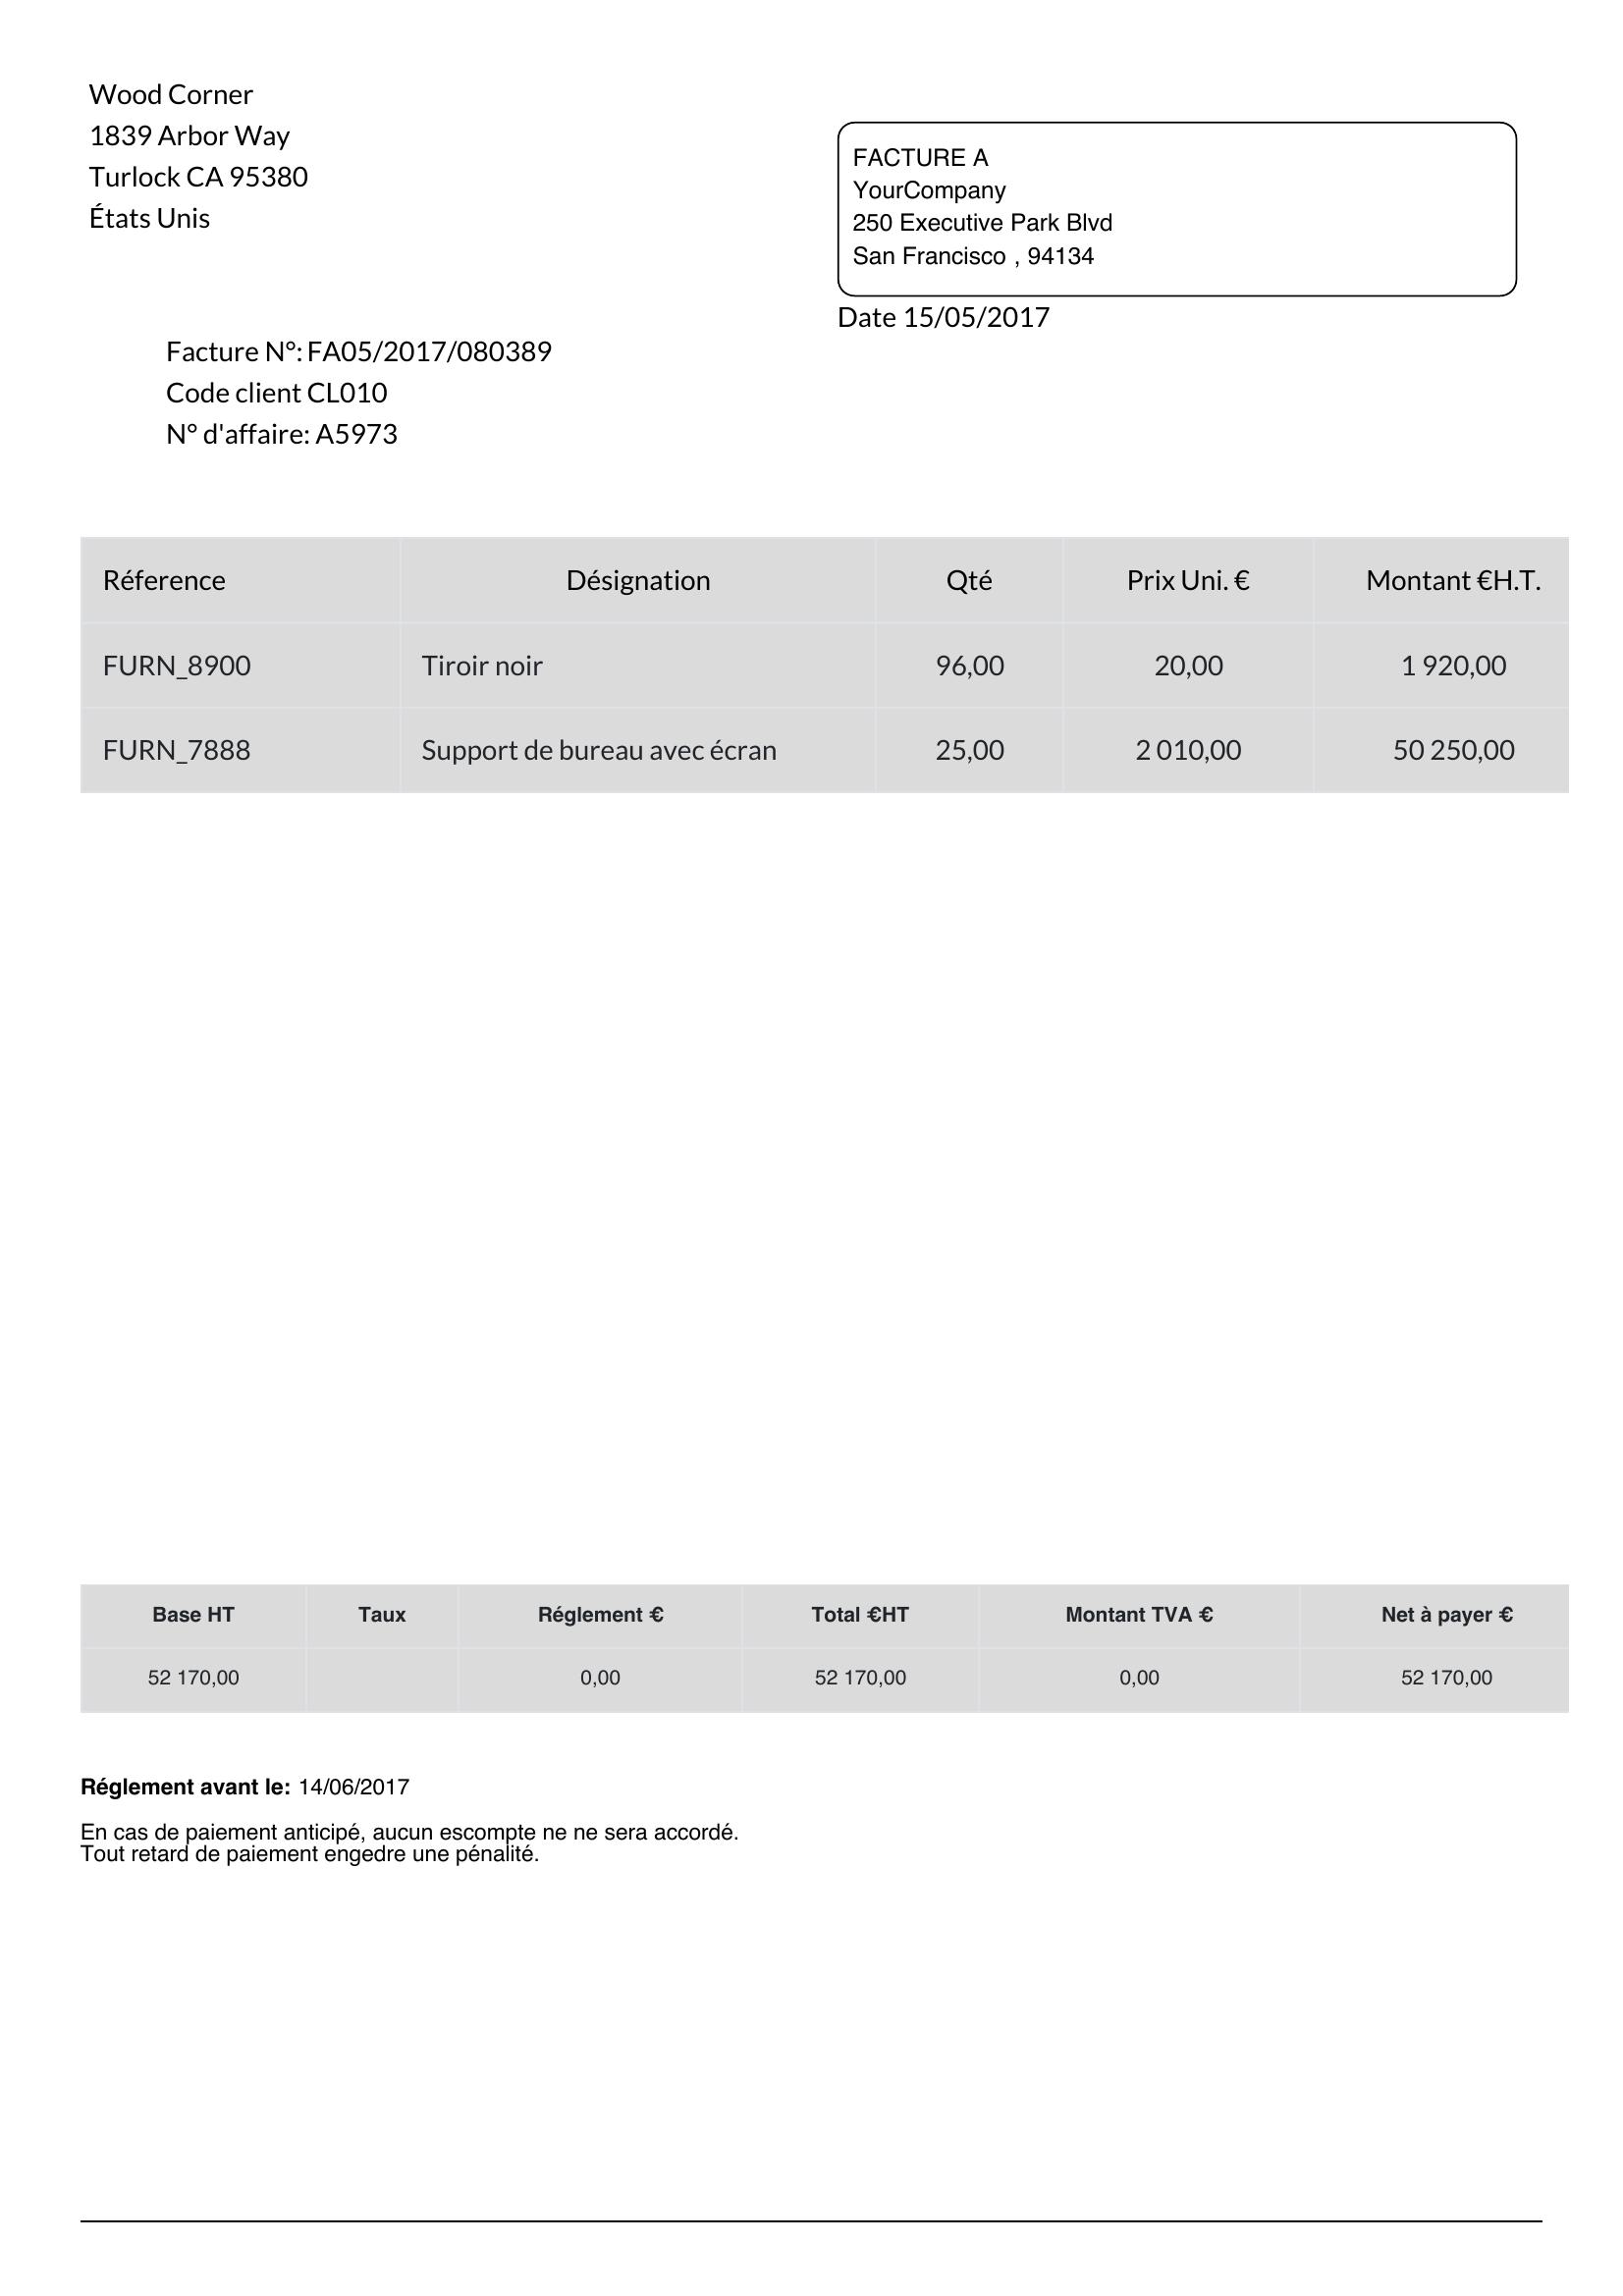 Wood Corner
1839 Arbor Way
Turlock CA 95380
États Unis
FACTURE A
YourCompany
250 Executive Park Blvd
San Francisco , 94134
Date 15/05/2017
Facture N°: FA05/2017/080389
Code client CL010
N° d'affaire: A5973
Réference Désignation Qté Prix Uni. € Montant €H.T.
FURN_8900 Tiroir noir 96,00 20,00 1 920,00
FURN_7888 Support de bureau avec écran 25,00 2 010,00 50 250,00
Base HT Taux Réglement € Total €HT Montant TVA € Net à payer €
52 170,00 0,00 52 170,00 0,00 52 170,00
Réglement avant le: 14/06/2017
En cas de paiement anticipé, aucun escompte ne ne sera accordé.
Tout retard de paiement engedre une pénalité.